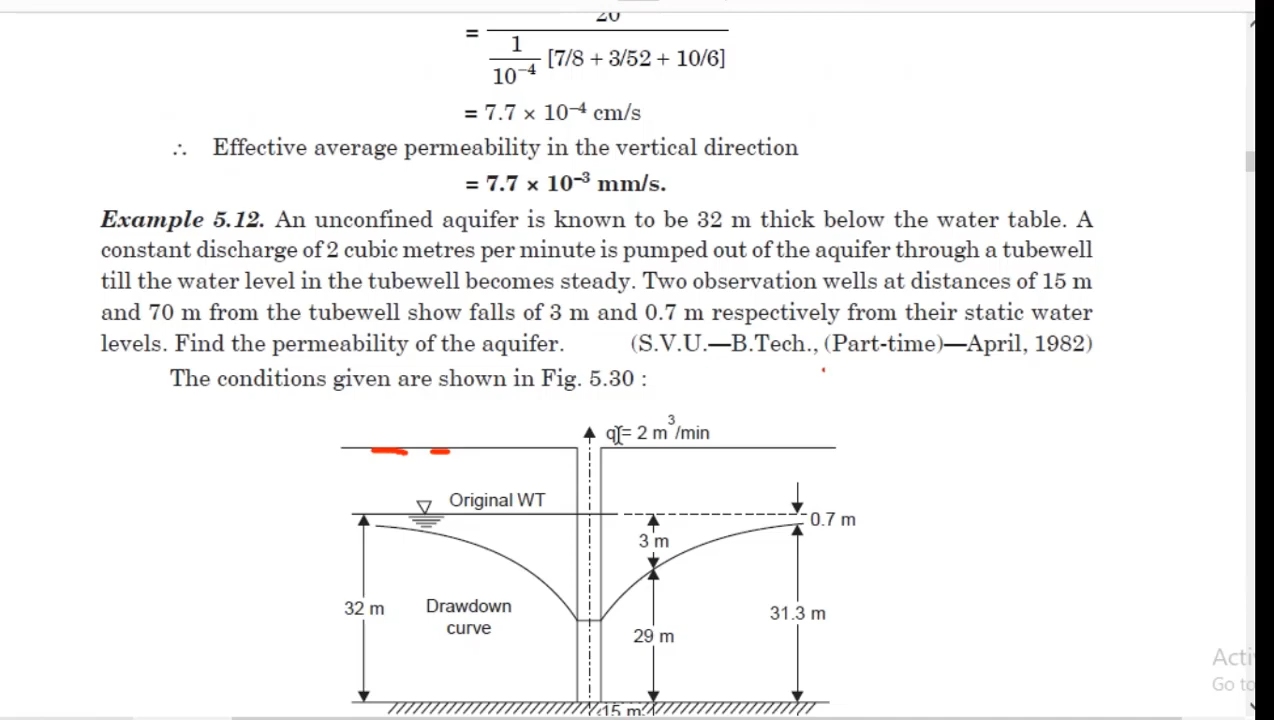 20
=
1
10⁻⁴ [7/8 + 3/52 + 10/6]
= 7.7 × 10⁻⁴ cm/s
∴ Effective average permeability in the vertical direction
= 7.7 × 10⁻³ mm/s.
Example 5.12. An unconfined aquifer is known to be 32 m thick below the water table. A
constant discharge of 2 cubic metres per minute is pumped out of the aquifer through a tubewell
till the water level in the tubewell becomes steady. Two observation wells at distances of 15 m
and 70 m from the tubewell show falls of 3 m and 0.7 m respectively from their static water
levels. Find the permeability of the aquifer. (S.V.U.—B.Tech., (Part-time)—April, 1982)
The conditions given are shown in Fig. 5.30 :
q = 2 m³/min
Original WT
0.7 m
3 m
32 m
Drawdown
curve
31.3 m
29 m
15 m
Acti
Go to